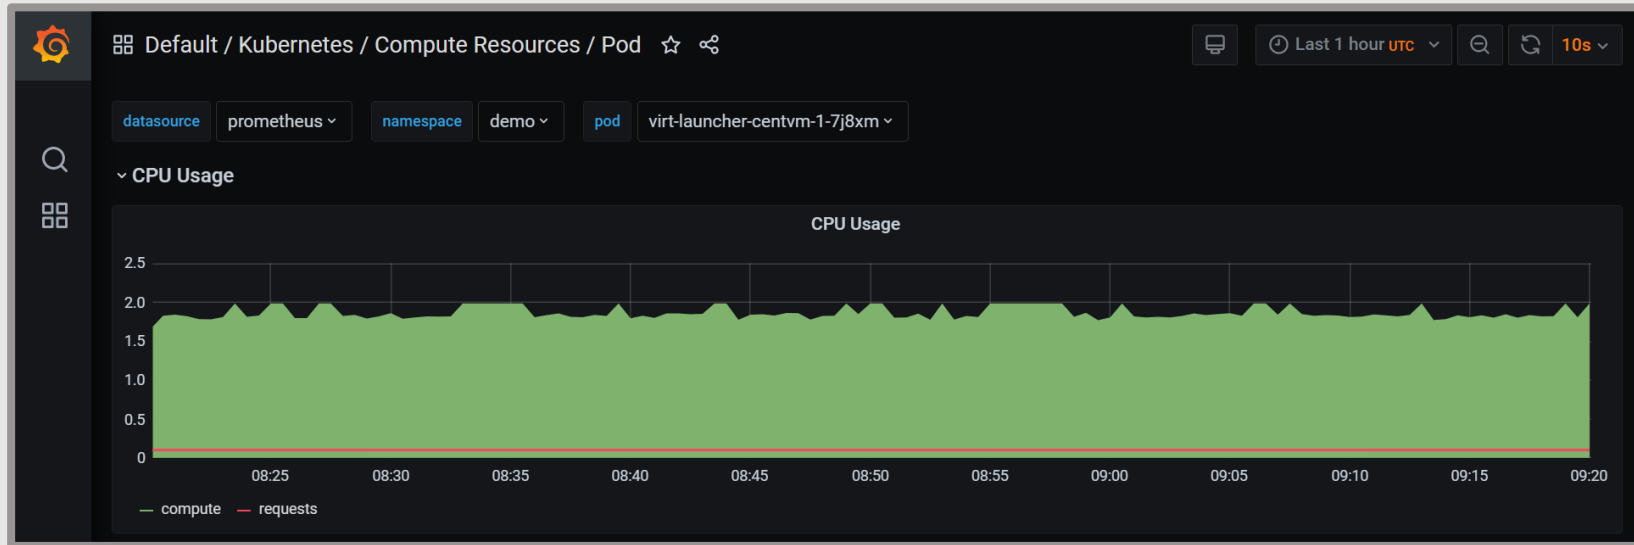 Default / Kubernetes / Compute Resources / Pod
Last 1 hour UTC
10s
datasource prometheus namespace demo pod virt-launcher-centvm-1-7j8xm
CPU Usage
CPU Usage
2.5
2.0
1.5
1.0
0.5
0
08:25 08:30 08:35 08:40 08:45 08:50 08:55 09:00 09:05 09:10 09:15 09:20
compute requests